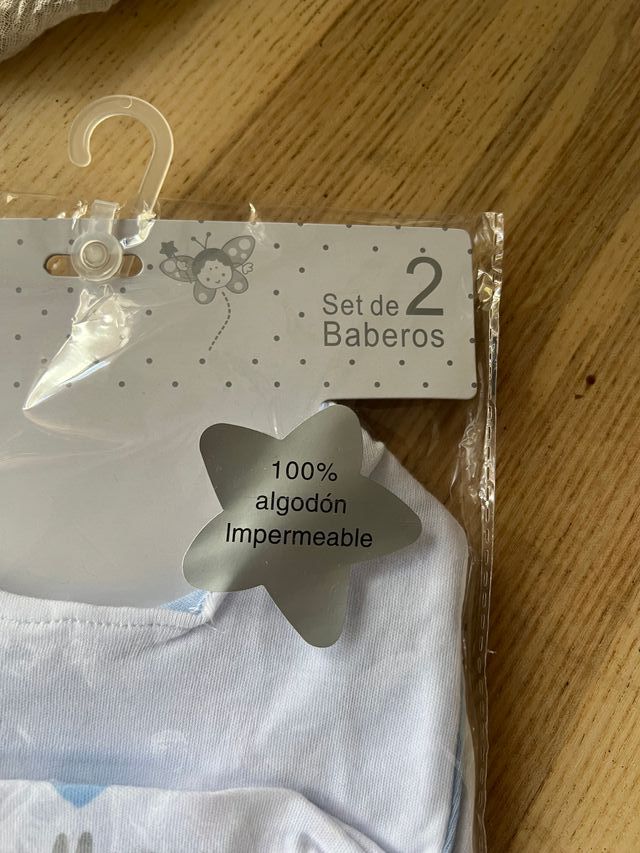 Set de 2
Baberos
100%
algodón
Impermeable